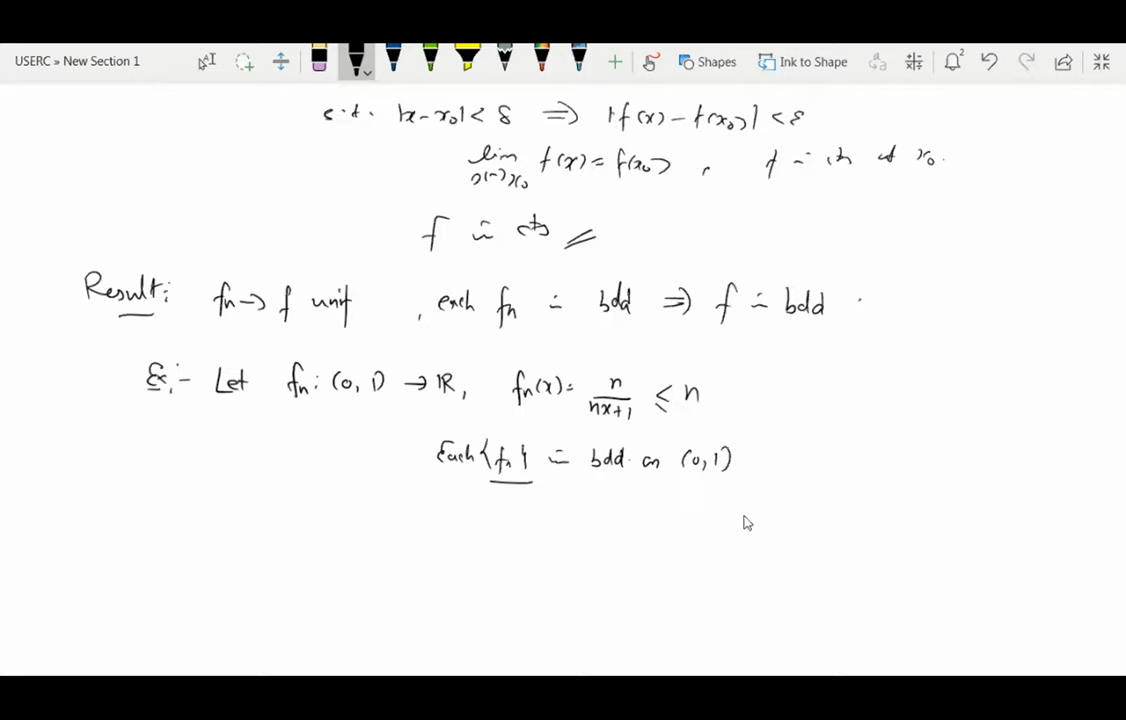 USERC » New Section 1
2
Shapes
Ink to Shape
s.t. |x-x₀| < δ ⟹ |f(x) - f(x₀)| < ε
lim x→x₀ f(x) = f(x₀), f is cts at x₀.
f is cts
Result: fn → f unif, each fn is bdd ⟹ f is bdd.
Ex:- Let fn: (0, 1) → ℝ, fn(x) = n/(nx+1) ≤ n
Each {fn} is bdd. on (0,1)